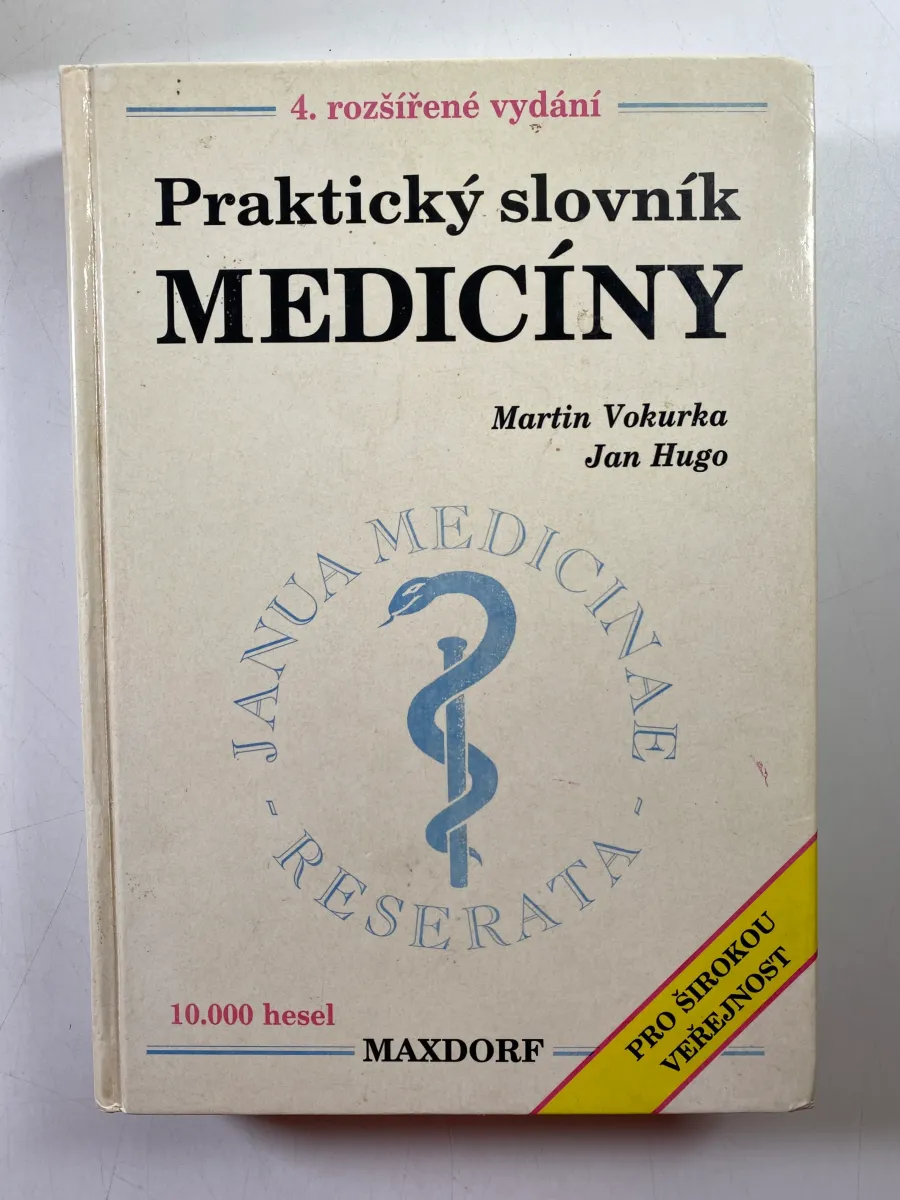 4. rozšířené vydání
Praktický slovník
MEDICÍNY
Martin Vokurka
Jan Hugo
JANUA MEDICINAE
- RESERATA -
10.000 hesel
MAXDORF
PRO ŠIROKOU
VEŘEJNOST